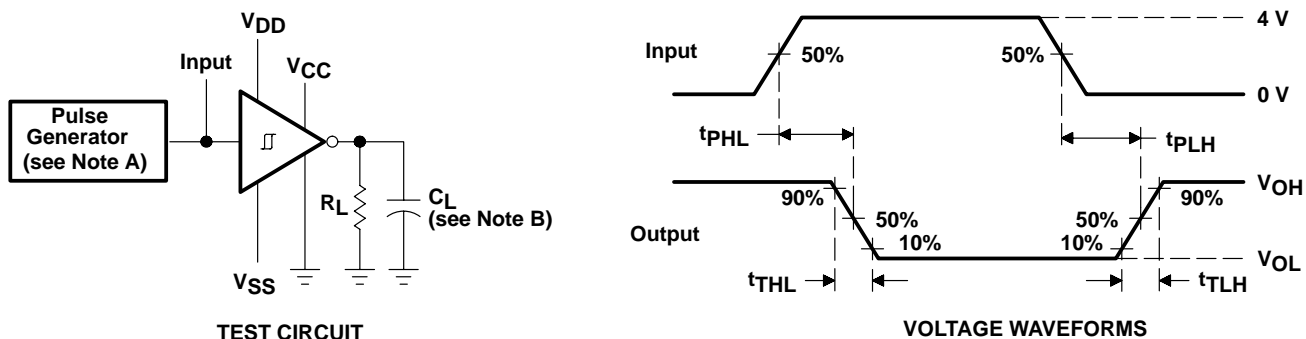 VDD
Input
VCC
Pulse
Generator
(see Note A)
RL
CL
(see Note B)
VSS
TEST CIRCUIT
4 V
Input
50%
50%
0 V
tPHL
tPLH
VOH
90%
90%
50%
50%
Output
10%
10%
VOL
tTHL
tTLH
VOLTAGE WAVEFORMS